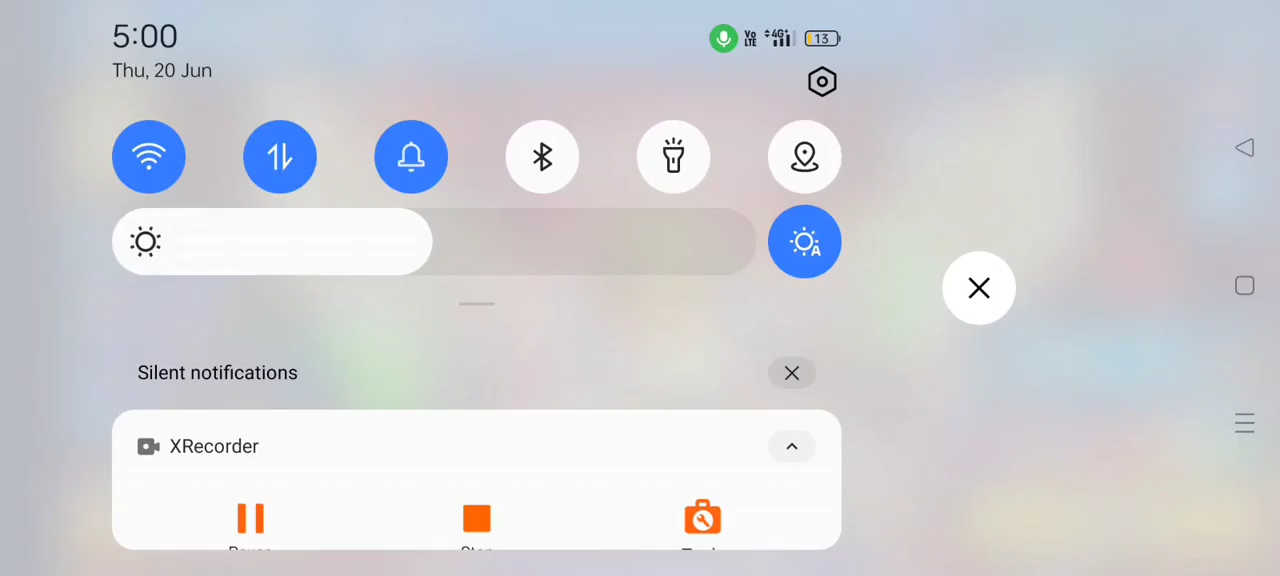 5:00
Vo LTE 4G+ 13
Thu, 20 Jun
A
Silent notifications
XRecorder